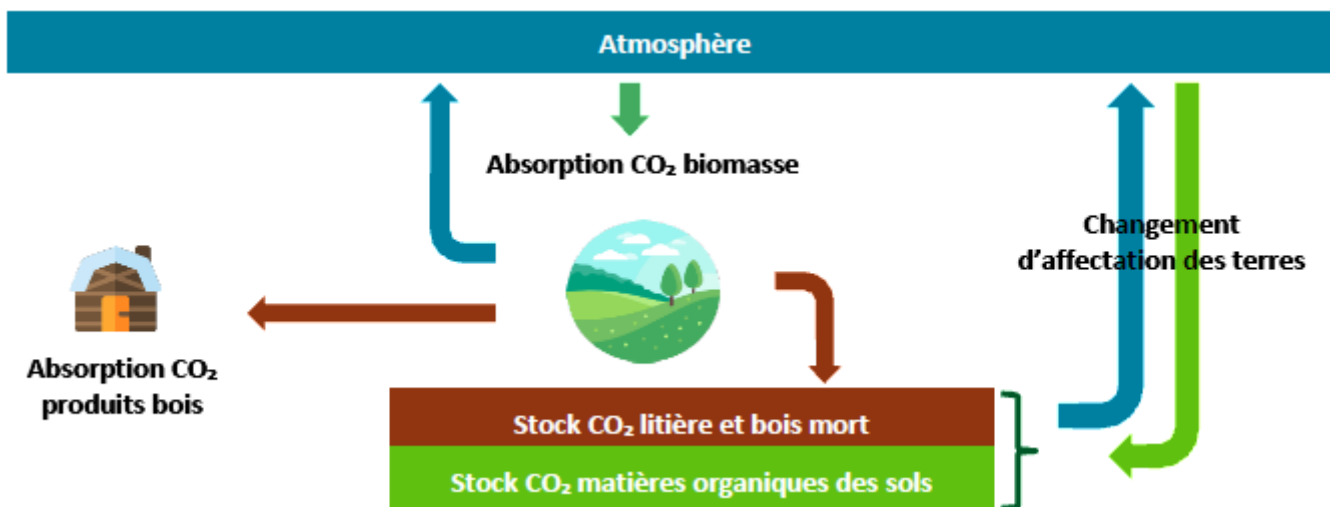 Atmosphère
Absorption CO₂ biomasse
Changement
d’affectation des terres
Absorption CO₂
produits bois
Stock CO₂ litière et bois mort
Stock CO₂ matières organiques des sols